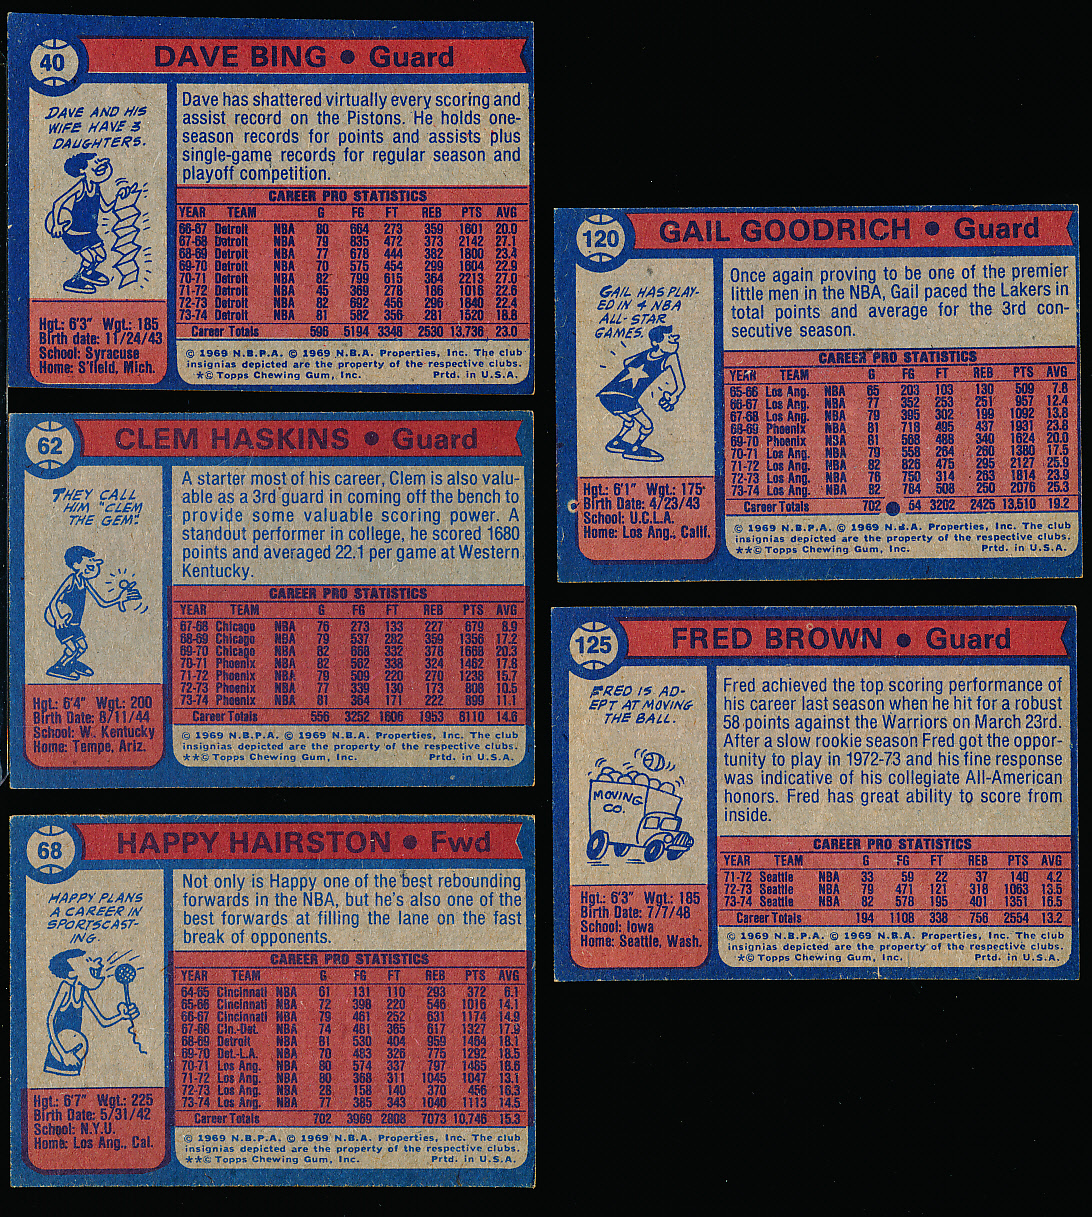 40
DAVE BING • Guard
DAVE AND HIS
WIFE HAVE 3
DAUGHTERS.
Hgt.: 6'3" Wgt.: 185
Birth date: 11/24/43
School: Syracuse
Home: S'field, Mich.
Dave has shattered virtually every scoring and
assist record on the Pistons. He holds one-
season records for points and assists plus
single-game records for regular season and
playoff competition.
CAREER PRO STATISTICS
YEAR TEAM G FG FT REB PTS AVG
66-67 Detroit NBA 80 664 273 359 1601 20.0
67-68 Detroit NBA 79 835 472 373 2142 27.1
68-69 Detroit NBA 77 678 444 382 1800 23.4
69-70 Detroit NBA 70 575 454 299 1604 22.9
70-71 Detroit NBA 82 799 615 364 2213 27.0
71-72 Detroit NBA 45 369 278 186 1016 22.6
72-73 Detroit NBA 82 692 456 298 1840 22.4
73-74 Detroit NBA 81 582 356 281 1520 18.8
Career Totals 596 5194 3348 2530 13,736 23.0
© 1969 N.B.P.A. © 1969 N.B.A. Properties, Inc. The club
insignias depicted are the property of the respective clubs.
*© Topps Chewing Gum, Inc. Prtd. in U.S.A.
62
CLEM HASKINS • Guard
THEY CALL
HIM "CLEM
THE GEM".
Hgt.: 6'4" Wgt.: 200
Birth Date: 8/11/44
School: W. Kentucky
Home: Tempe, Ariz.
A starter most of his career, Clem is also valu-
able as a 3rd guard in coming off the bench to
provide some valuable scoring power. A
standout performer in college, he scored 1680
points and averaged 22.1 per game at Western
Kentucky.
CAREER PRO STATISTICS
YEAR TEAM G FG FT REB PTS AVG
67-68 Chicago NBA 76 273 133 227 679 8.9
68-69 Chicago NBA 79 537 282 359 1356 17.2
69-70 Chicago NBA 82 668 332 378 1668 20.3
70-71 Phoenix NBA 82 562 338 324 1462 17.8
71-72 Phoenix NBA 79 509 220 270 1238 15.7
72-73 Phoenix NBA 77 339 130 173 808 10.5
73-74 Phoenix NBA 81 364 171 222 899 11.1
Career Totals 556 3252 1606 1953 8110 14.6
© 1969 N.B.P.A. © 1969 N.B.A. Properties, Inc. The club
insignias depicted are the property of the respective clubs.
**© Topps Chewing Gum, Inc. Prtd. in U.S.A.
68
HAPPY HAIRSTON • Fwd
HAPPY PLANS
A CAREER IN
SPORTSCAST-
ING.
Hgt.: 6'7" Wgt.: 225
Birth Date: 5/31/42
School: N.Y.U.
Home: Los Ang., Cal.
Not only is Happy one of the best rebounding
forwards in the NBA, but he's also one of the
best forwards at filling the lane on the fast
break of opponents.
CAREER PRO STATISTICS
YEAR TEAM G FG FT REB PTS AVG
64-65 Cincinnati NBA 61 131 110 293 372 6.1
65-66 Cincinnati NBA 72 398 220 546 1016 14.1
66-67 Cincinnati NBA 79 461 252 631 1174 14.9
67-68 Cin.-Det. NBA 74 481 365 617 1327 17.9
68-69 Detroit NBA 81 530 404 959 1464 18.1
69-70 Det.-L.A. NBA 70 483 326 775 1292 18.5
70-71 Los Ang. NBA 80 574 337 797 1485 18.6
71-72 Los Ang. NBA 80 368 311 1045 1047 13.1
72-73 Los Ang. NBA 28 158 140 370 456 16.3
73-74 Los Ang. NBA 77 385 343 1040 1113 14.5
Career Totals 702 3969 2808 7073 10,746 15.3
© 1969 N.B.P.A. © 1969 N.B.A. Properties, Inc. The club
insignias depicted are the property of the respective clubs.
**© Topps Chewing Gum, Inc. Prtd. in U.S.A.
120
GAIL GOODRICH • Guard
GAIL HAS PLAY-
ED IN 4 NBA
ALL-STAR
GAMES.
Hgt.: 6'1" Wgt.: 175
Birth Date: 4/23/43
School: U.C.L.A.
Home: Los Ang., Calif.
Once again proving to be one of the premier
little men in the NBA, Gail paced the Lakers in
total points and average for the 3rd con-
secutive season.
CAREER PRO STATISTICS
YEAR TEAM G FG FT REB PTS AVG
65-66 Los Ang. NBA 65 203 103 130 509 7.8
66-67 Los Ang. NBA 77 352 253 251 957 12.4
67-68 Los Ang. NBA 79 395 302 199 1092 13.8
68-69 Phoenix NBA 81 718 495 437 1931 23.8
69-70 Phoenix NBA 81 568 488 340 1624 20.0
70-71 Los Ang. NBA 79 558 264 260 1380 17.5
71-72 Los Ang. NBA 82 826 475 295 2127 25.9
72-73 Los Ang. NBA 76 750 314 263 1814 23.9
73-74 Los Ang. NBA 82 784 508 250 2076 25.3
Career Totals 702 54 3202 2425 13,510 19.2
© 1969 N.B.P.A. © 1969 N.B.A. Properties, Inc. The club
insignias depicted are the property of the respective clubs.
**© Topps Chewing Gum, Inc. Prtd. in U.S.A.
125
FRED BROWN • Guard
FRED IS AD-
EPT AT MOVING
THE BALL.
MOVING
CO.
Hgt.: 6'3" Wgt.: 185
Birth Date: 7/7/48
School: Iowa
Home: Seattle, Wash.
Fred achieved the top scoring performance of
his career last season when he hit for a robust
58 points against the Warriors on March 23rd.
After a slow rookie season Fred got the oppor-
tunity to play in 1972-73 and his fine response
was indicative of his collegiate All-American
honors. Fred has great ability to score from
inside.
CAREER PRO STATISTICS
YEAR TEAM G FG FT REB PTS AVG
71-72 Seattle NBA 33 59 22 37 140 4.2
72-73 Seattle NBA 79 471 121 318 1063 13.5
73-74 Seattle NBA 82 578 195 401 1351 16.5
Career Totals 194 1108 338 756 2554 13.2
© 1969 N.B.P.A. © 1969 N.B.A. Properties, Inc. The club
insignias depicted are the property of the respective clubs.
*© Topps Chewing Gum, Inc. Prtd. in U.S.A.